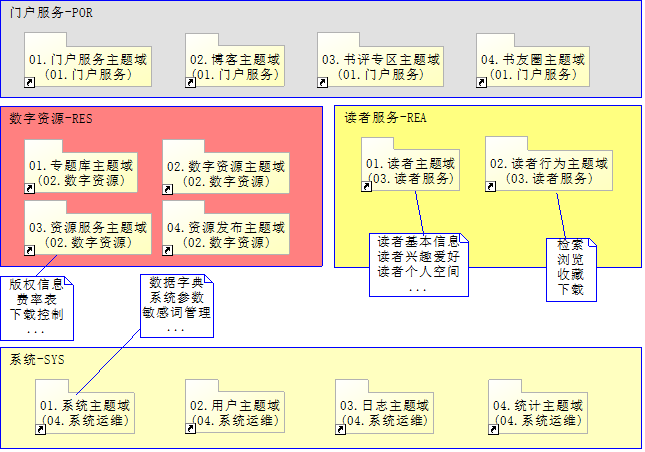 门户服务-POR
01.门户服务主题域
(01.门户服务)
02.博客主题域
(01.门户服务)
03.书评专区主题域
(01.门户服务)
04.书友圈主题域
(01.门户服务)
数字资源-RES
01.专题库主题域
(02.数字资源)
02.数字资源主题域
(02.数字资源)
03.资源服务主题域
(02.数字资源)
04.资源发布主题域
(02.数字资源)
读者服务-REA
01.读者主题域
(03.读者服务)
02.读者行为主题域
(03.读者服务)
读者基本信息
读者兴趣爱好
读者个人空间
...
检索
浏览
收藏
下载
版权信息
费率表
下载控制
...
数据字典
系统参数
敏感词管理
...
系统-SYS
01.系统主题域
(04.系统运维)
02.用户主题域
(04.系统运维)
03.日志主题域
(04.系统运维)
04.统计主题域
(04.系统运维)